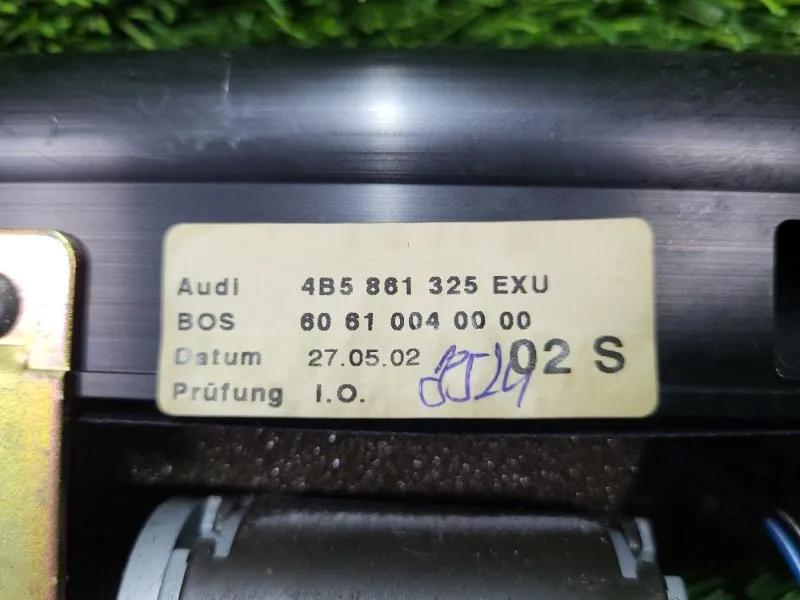 Audi 4B5 861 325 EXU
BOS 60 61 004 00 00
Datum 27.05.02 02 S
Prüfung I.O.